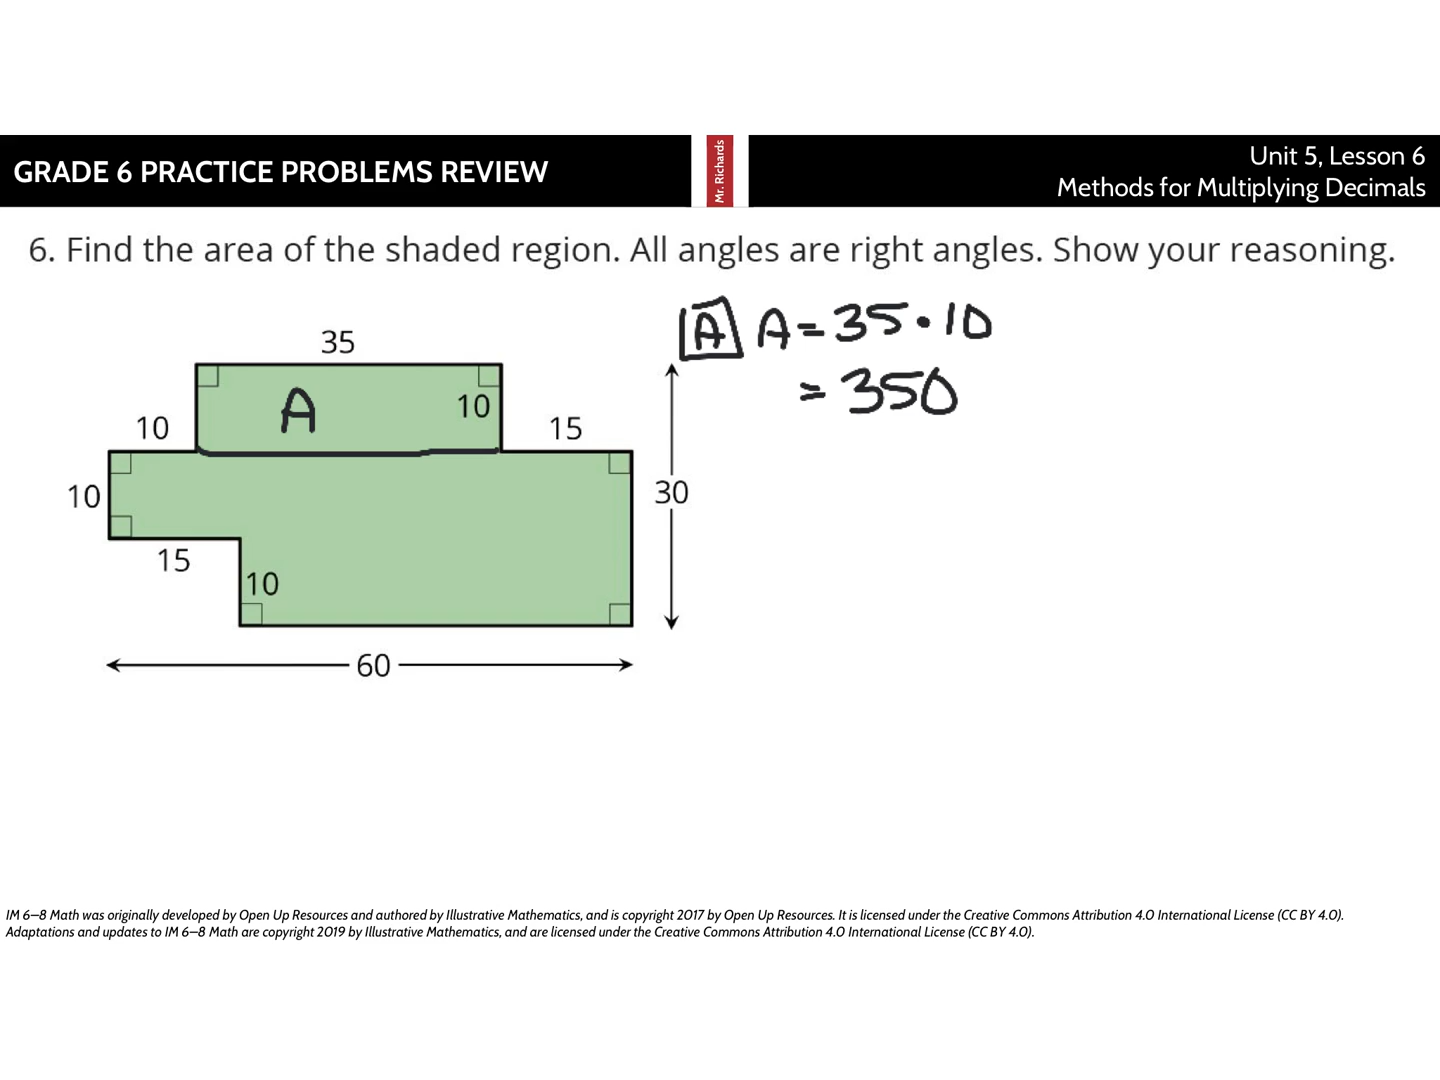 GRADE 6 PRACTICE PROBLEMS REVIEW
Mr. Richards
Unit 5, Lesson 6
Methods for Multiplying Decimals
6. Find the area of the shaded region. All angles are right angles. Show your reasoning.
A A = 35 • 10
= 350
35
A
10
10
15
10
30
15
10
60
IM 6–8 Math was originally developed by Open Up Resources and authored by Illustrative Mathematics, and is copyright 2017 by Open Up Resources. It is licensed under the Creative Commons Attribution 4.0 International License (CC BY 4.0).
Adaptations and updates to IM 6–8 Math are copyright 2019 by Illustrative Mathematics, and are licensed under the Creative Commons Attribution 4.0 International License (CC BY 4.0).